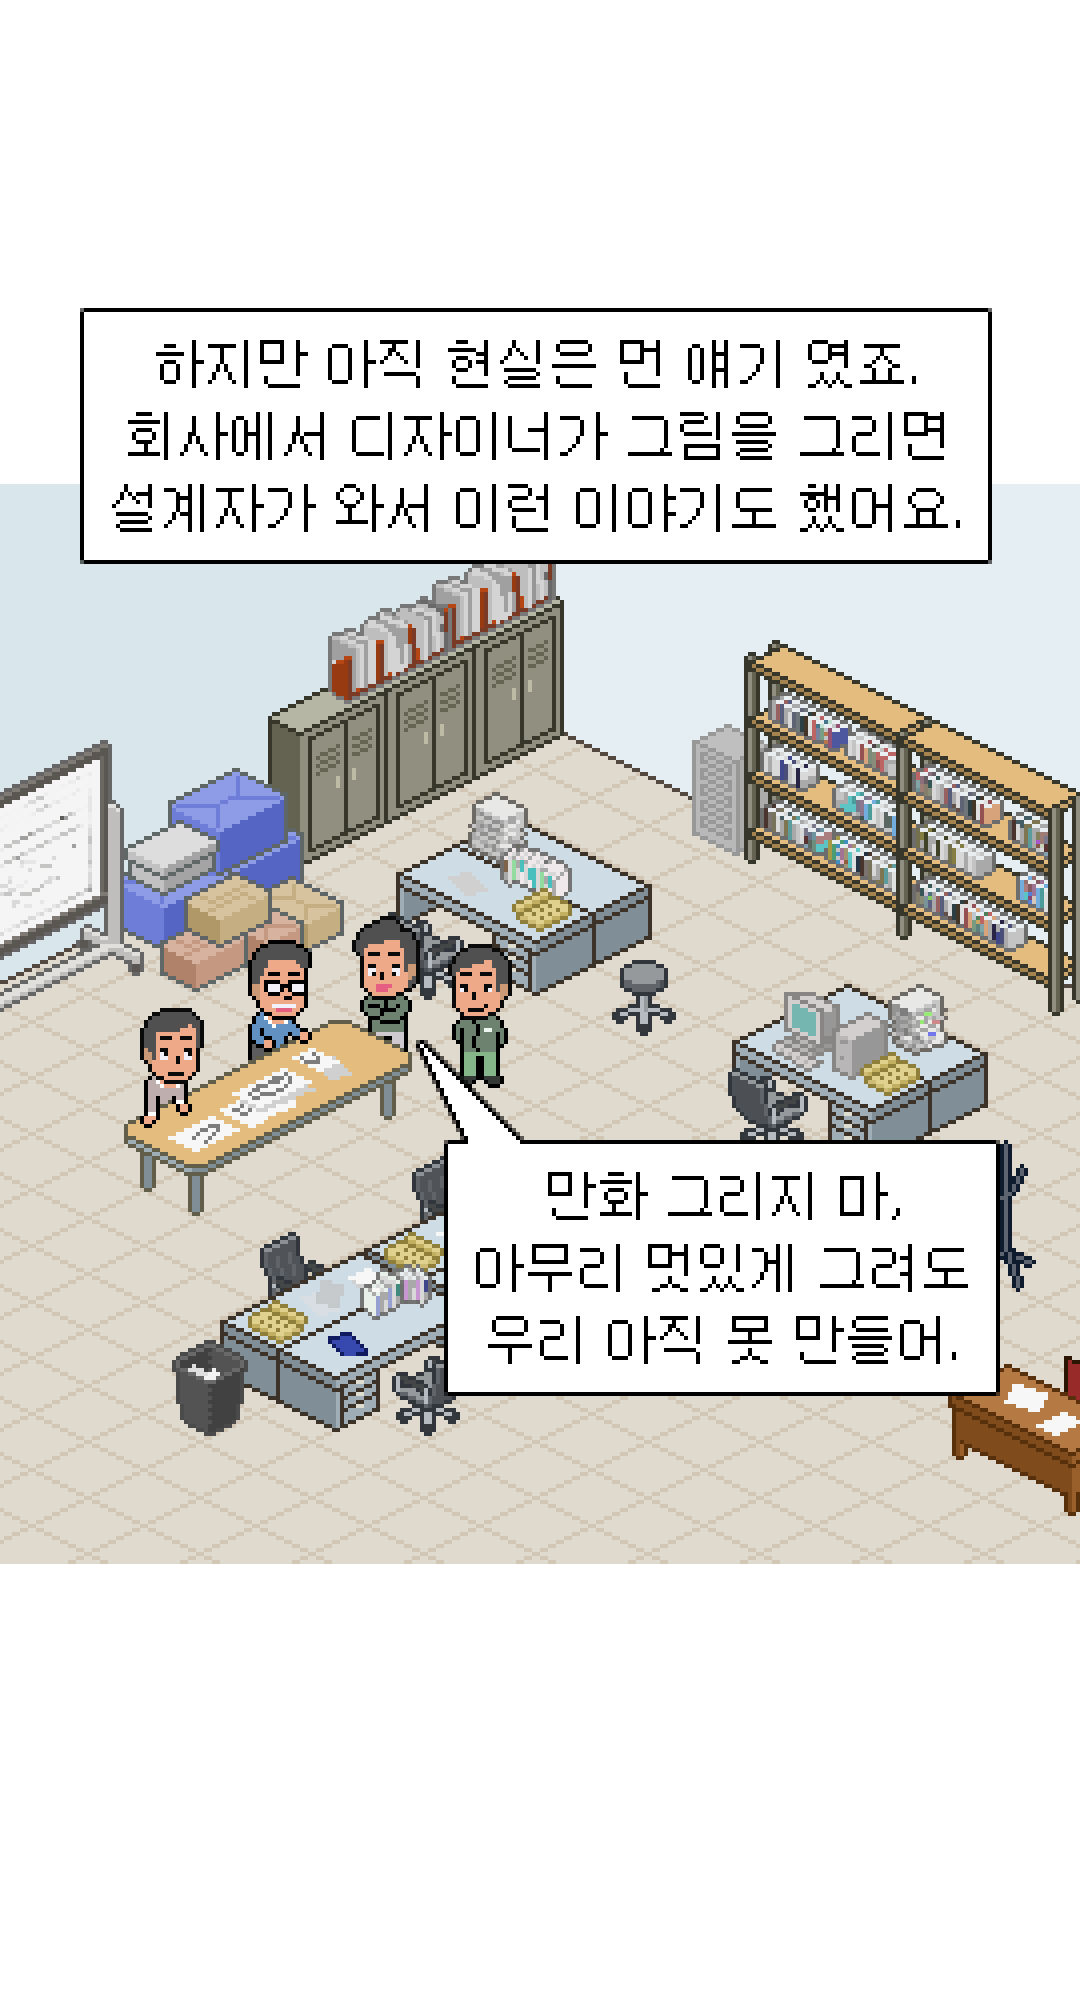 하지만 아직 현실은 먼 얘기 였죠.
회사에서 디자이너가 그림을 그리면
설계자가 와서 이런 이야기도 했어요.
만화 그리지 마,
아무리 멋있게 그려도
우리 아직 못 만들어.